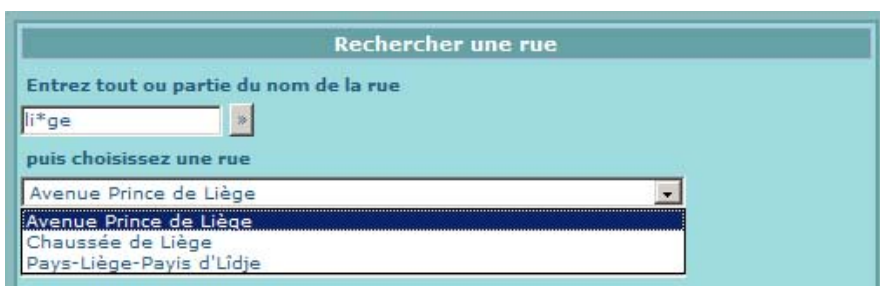 Rechercher une rue
Entrez tout ou partie du nom de la rue
li*ge »
puis choisissez une rue
Avenue Prince de Liège
Avenue Prince de Liège
Chaussée de Liège
Pays-Liège-Payis d'Lîdje